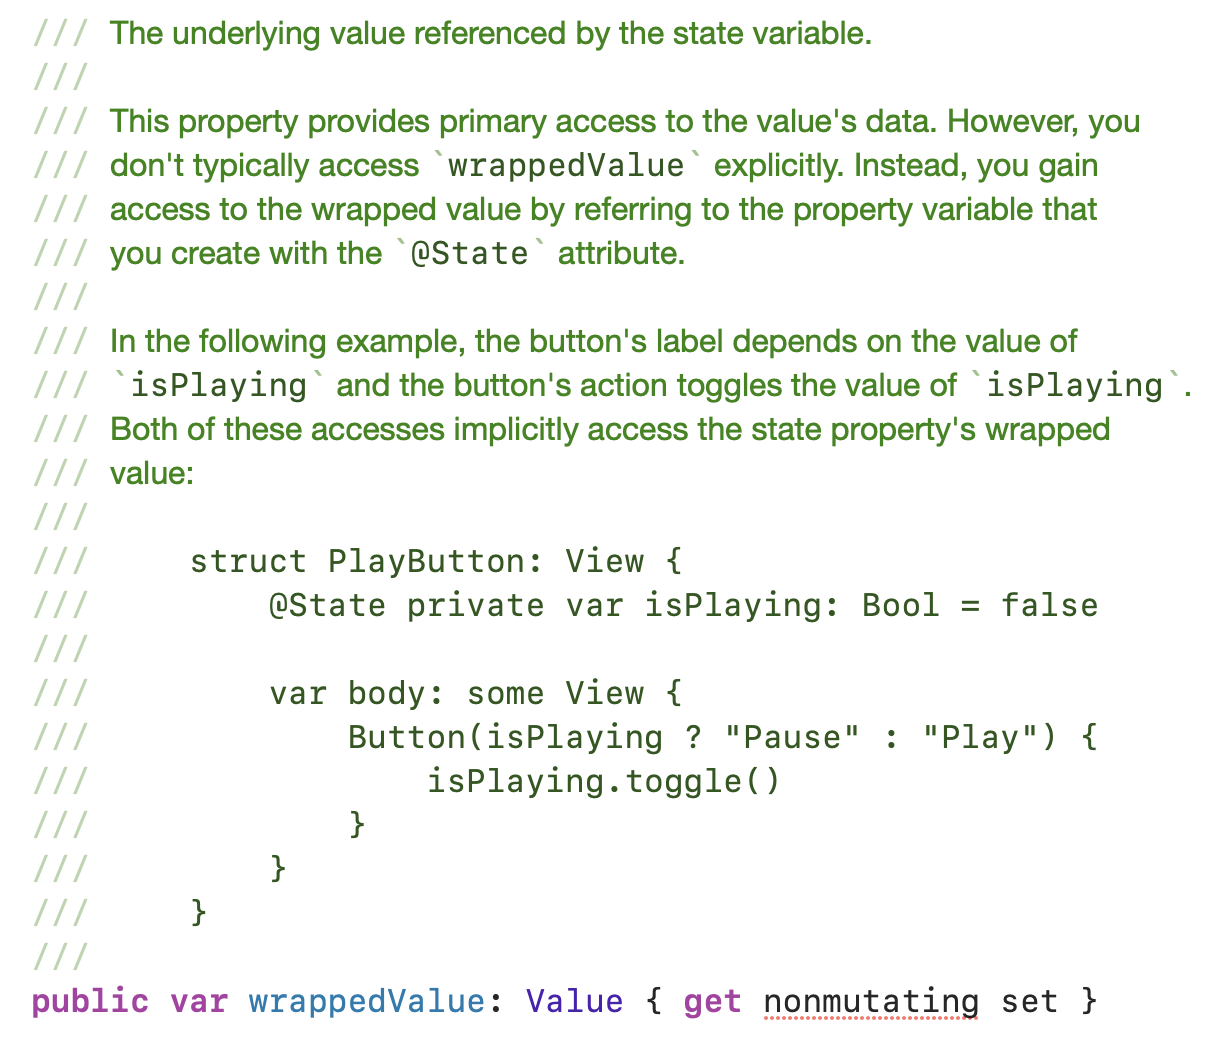 /// The underlying value referenced by the state variable.
///
/// This property provides primary access to the value's data. However, you
/// don't typically access `wrappedValue` explicitly. Instead, you gain
/// access to the wrapped value by referring to the property variable that
/// you create with the `@State` attribute.
///
/// In the following example, the button's label depends on the value of
/// `isPlaying` and the button's action toggles the value of `isPlaying`.
/// Both of these accesses implicitly access the state property's wrapped
/// value:
///
///     struct PlayButton: View {
///         @State private var isPlaying: Bool = false
///
///         var body: some View {
///             Button(isPlaying ? "Pause" : "Play") {
///                 isPlaying.toggle()
///             }
///         }
///     }
///
public var wrappedValue: Value { get nonmutating set }